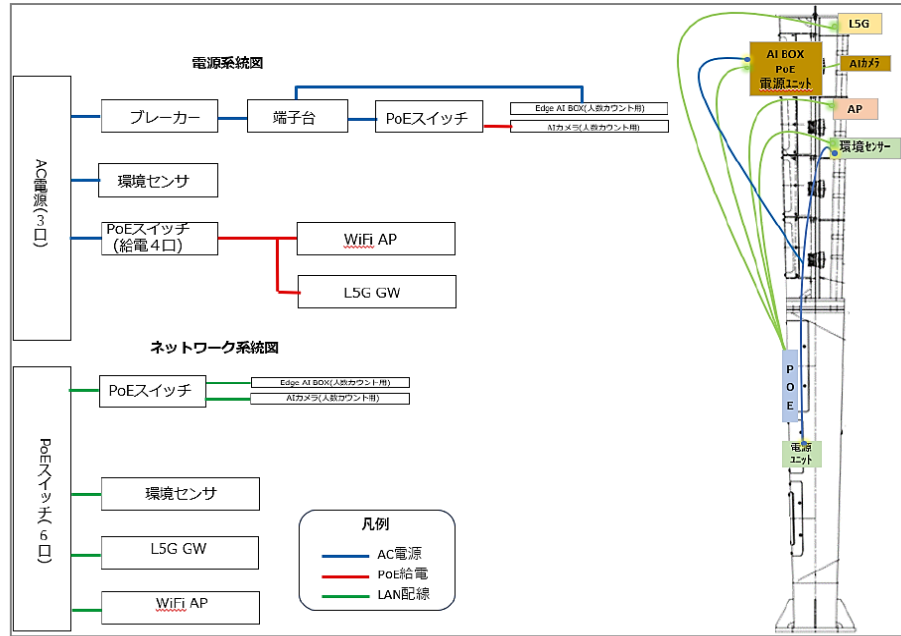 電源系統図
AC電源(3口)
ブレーカー
端子台
PoEスイッチ
Edge AI BOX(人数カウント用)
AIカメラ(人数カウント用)
環境センサ
PoEスイッチ
(給電4口)
WiFi AP
L5G GW
ネットワーク系統図
PoEスイッチ(6口)
PoEスイッチ
Edge AI BOX(人数カウント用)
AIカメラ(人数カウント用)
環境センサ
L5G GW
WiFi AP
凡例
AC電源
PoE給電
LAN配線
L5G
AI BOX
PoE
電源ユニット
AIカメラ
AP
環境センサー
POE
電源
ユニット